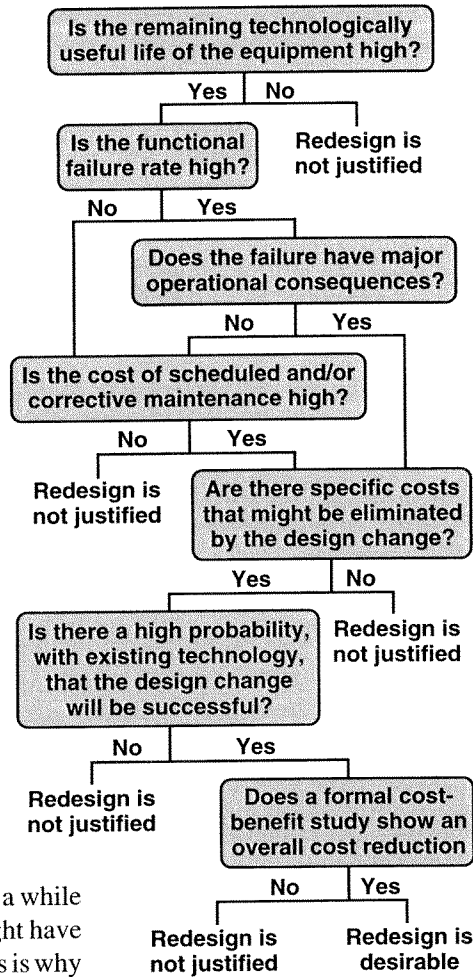 Is the remaining technologically
useful life of the equipment high?
Yes No
Is the functional
failure rate high?
Redesign is
not justified
No Yes
Does the failure have major
operational consequences?
No Yes
Is the cost of scheduled and/or
corrective maintenance high?
No Yes
Redesign is
not justified
Are there specific costs
that might be eliminated
by the design change?
Yes No
Is there a high probability,
with existing technology,
that the design change
will be successful?
Redesign is
not justified
No Yes
Redesign is
not justified
Does a formal cost-
benefit study show an
overall cost reduction
No Yes
Redesign is
not justified
Redesign is
desirable
a while
ght have
s is why